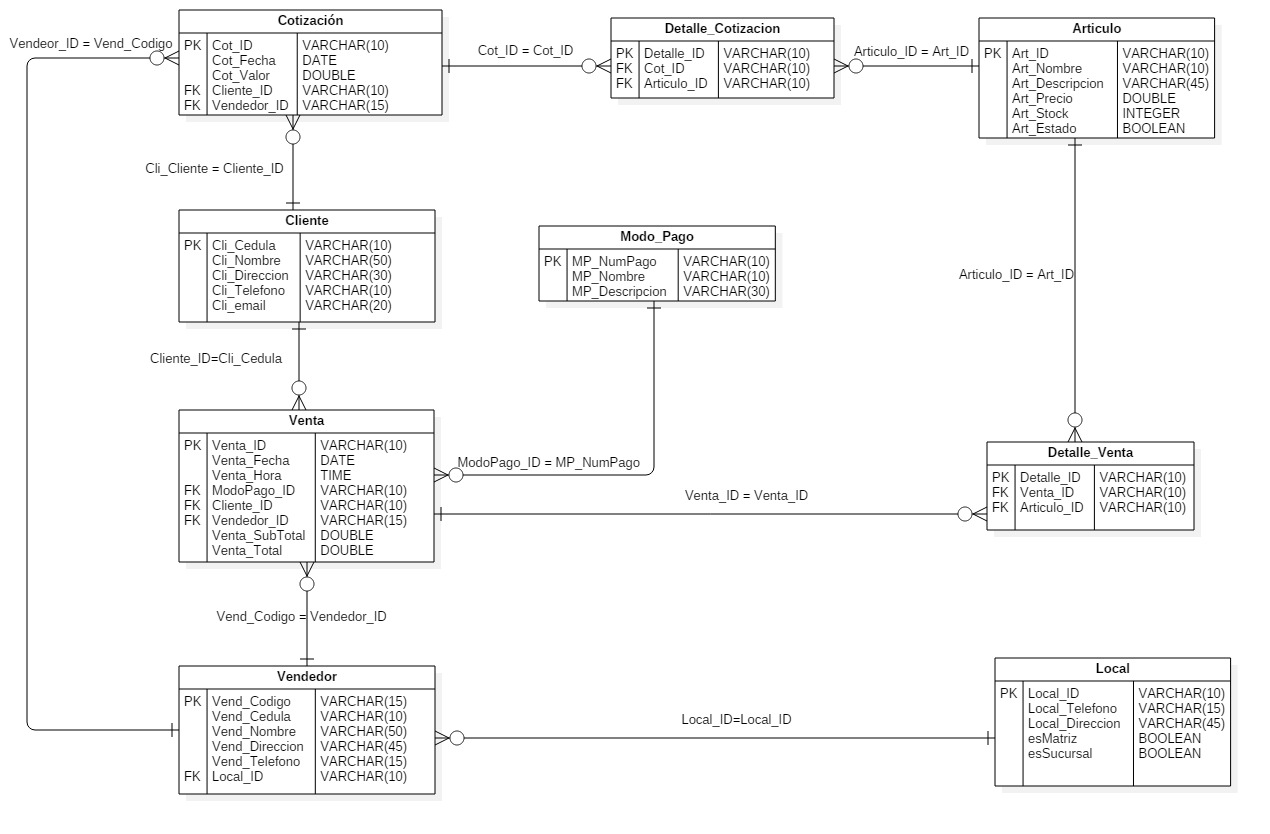 Cotización
PK Cot_ID VARCHAR(10)
Cot_Fecha DATE
Cot_Valor DOUBLE
FK Cliente_ID VARCHAR(10)
FK Vendedor_ID VARCHAR(15)
Vendeor_ID = Vend_Codigo
Cot_ID = Cot_ID
Detalle_Cotizacion
PK Detalle_ID VARCHAR(10)
FK Cot_ID VARCHAR(10)
FK Articulo_ID VARCHAR(10)
Articulo_ID = Art_ID
Articulo
PK Art_ID VARCHAR(10)
Art_Nombre VARCHAR(10)
Art_Descripcion VARCHAR(45)
Art_Precio DOUBLE
Art_Stock INTEGER
Art_Estado BOOLEAN
Cli_Cliente = Cliente_ID
Cliente
PK Cli_Cedula VARCHAR(10)
Cli_Nombre VARCHAR(50)
Cli_Direccion VARCHAR(30)
Cli_Telefono VARCHAR(10)
Cli_email VARCHAR(20)
Modo_Pago
PK MP_NumPago VARCHAR(10)
MP_Nombre VARCHAR(10)
MP_Descripcion VARCHAR(30)
Articulo_ID = Art_ID
Cliente_ID=Cli_Cedula
Venta
PK Venta_ID VARCHAR(10)
Venta_Fecha DATE
Venta_Hora TIME
FK ModoPago_ID VARCHAR(10)
FK Cliente_ID VARCHAR(10)
FK Vendedor_ID VARCHAR(15)
Venta_SubTotal DOUBLE
Venta_Total DOUBLE
ModoPago_ID = MP_NumPago
Venta_ID = Venta_ID
Detalle_Venta
PK Detalle_ID VARCHAR(10)
FK Venta_ID VARCHAR(10)
FK Articulo_ID VARCHAR(10)
Vend_Codigo = Vendedor_ID
Vendedor
PK Vend_Codigo VARCHAR(15)
Vend_Cedula VARCHAR(10)
Vend_Nombre VARCHAR(50)
Vend_Direccion VARCHAR(45)
Vend_Telefono VARCHAR(15)
FK Local_ID VARCHAR(10)
Local_ID=Local_ID
Local
PK Local_ID VARCHAR(10)
Local_Telefono VARCHAR(15)
Local_Direccion VARCHAR(45)
esMatriz BOOLEAN
esSucursal BOOLEAN